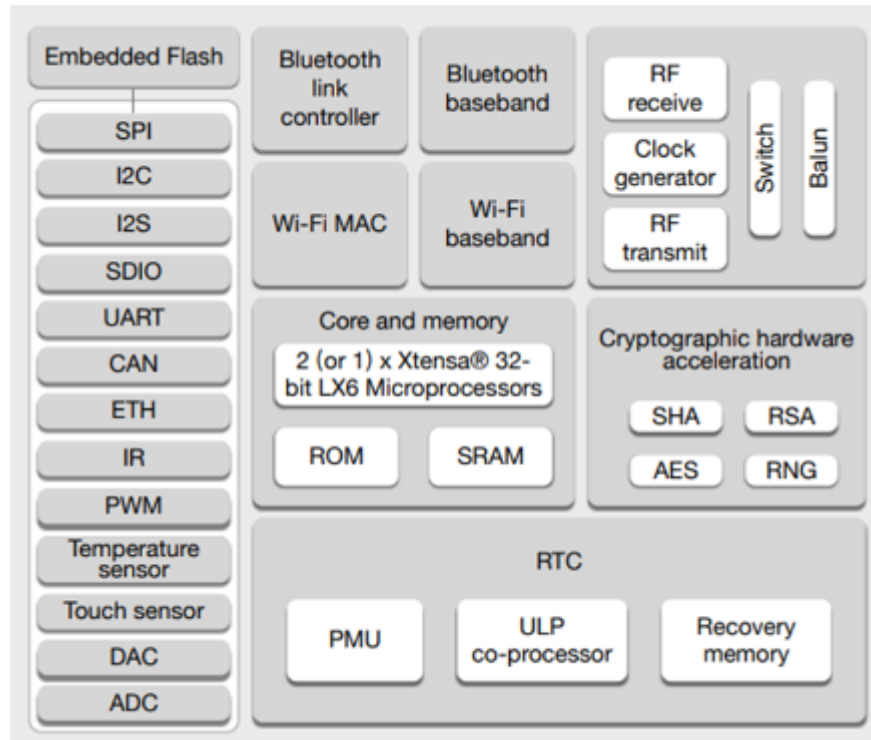 Embedded Flash
SPI
I2C
I2S
SDIO
UART
CAN
ETH
IR
PWM
Temperature
sensor
Touch sensor
DAC
ADC
Bluetooth
link
controller
Bluetooth
baseband
Wi-Fi MAC
Wi-Fi
baseband
RF
receive
Clock
generator
RF
transmit
Switch
Balun
Core and memory
2 (or 1) x Xtensa® 32-
bit LX6 Microprocessors
ROM
SRAM
Cryptographic hardware
acceleration
SHA
RSA
AES
RNG
RTC
PMU
ULP
co-processor
Recovery
memory